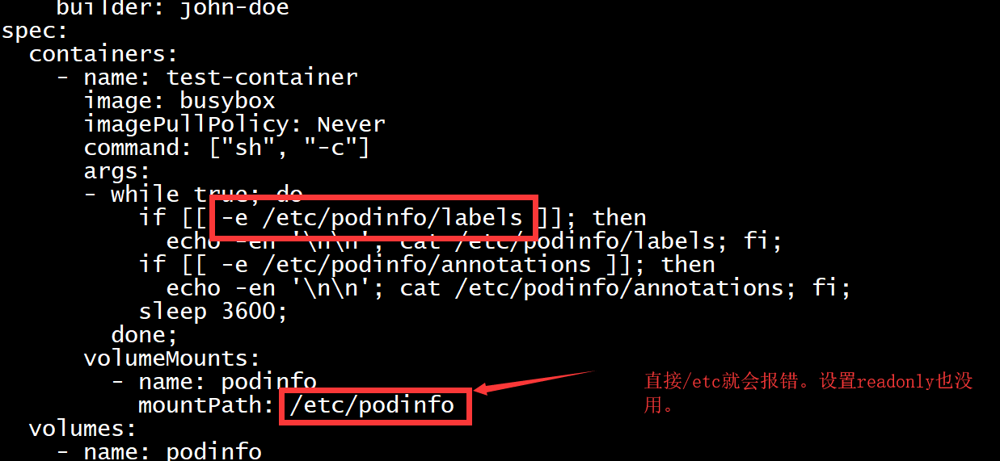 builder: john-doe
spec:
  containers:
    - name: test-container
      image: busybox
      imagePullPolicy: Never
      command: ["sh", "-c"]
      args:
      - while true; do
          if [[ -e /etc/podinfo/labels ]]; then
            echo -en '\n\n'; cat /etc/podinfo/labels; fi;
          if [[ -e /etc/podinfo/annotations ]]; then
            echo -en '\n\n'; cat /etc/podinfo/annotations; fi;
          sleep 3600;
        done;
      volumeMounts:
        - name: podinfo
          mountPath: /etc/podinfo
直接/etc就会报错。设置readonly也没
用。
  volumes:
    - name: podinfo